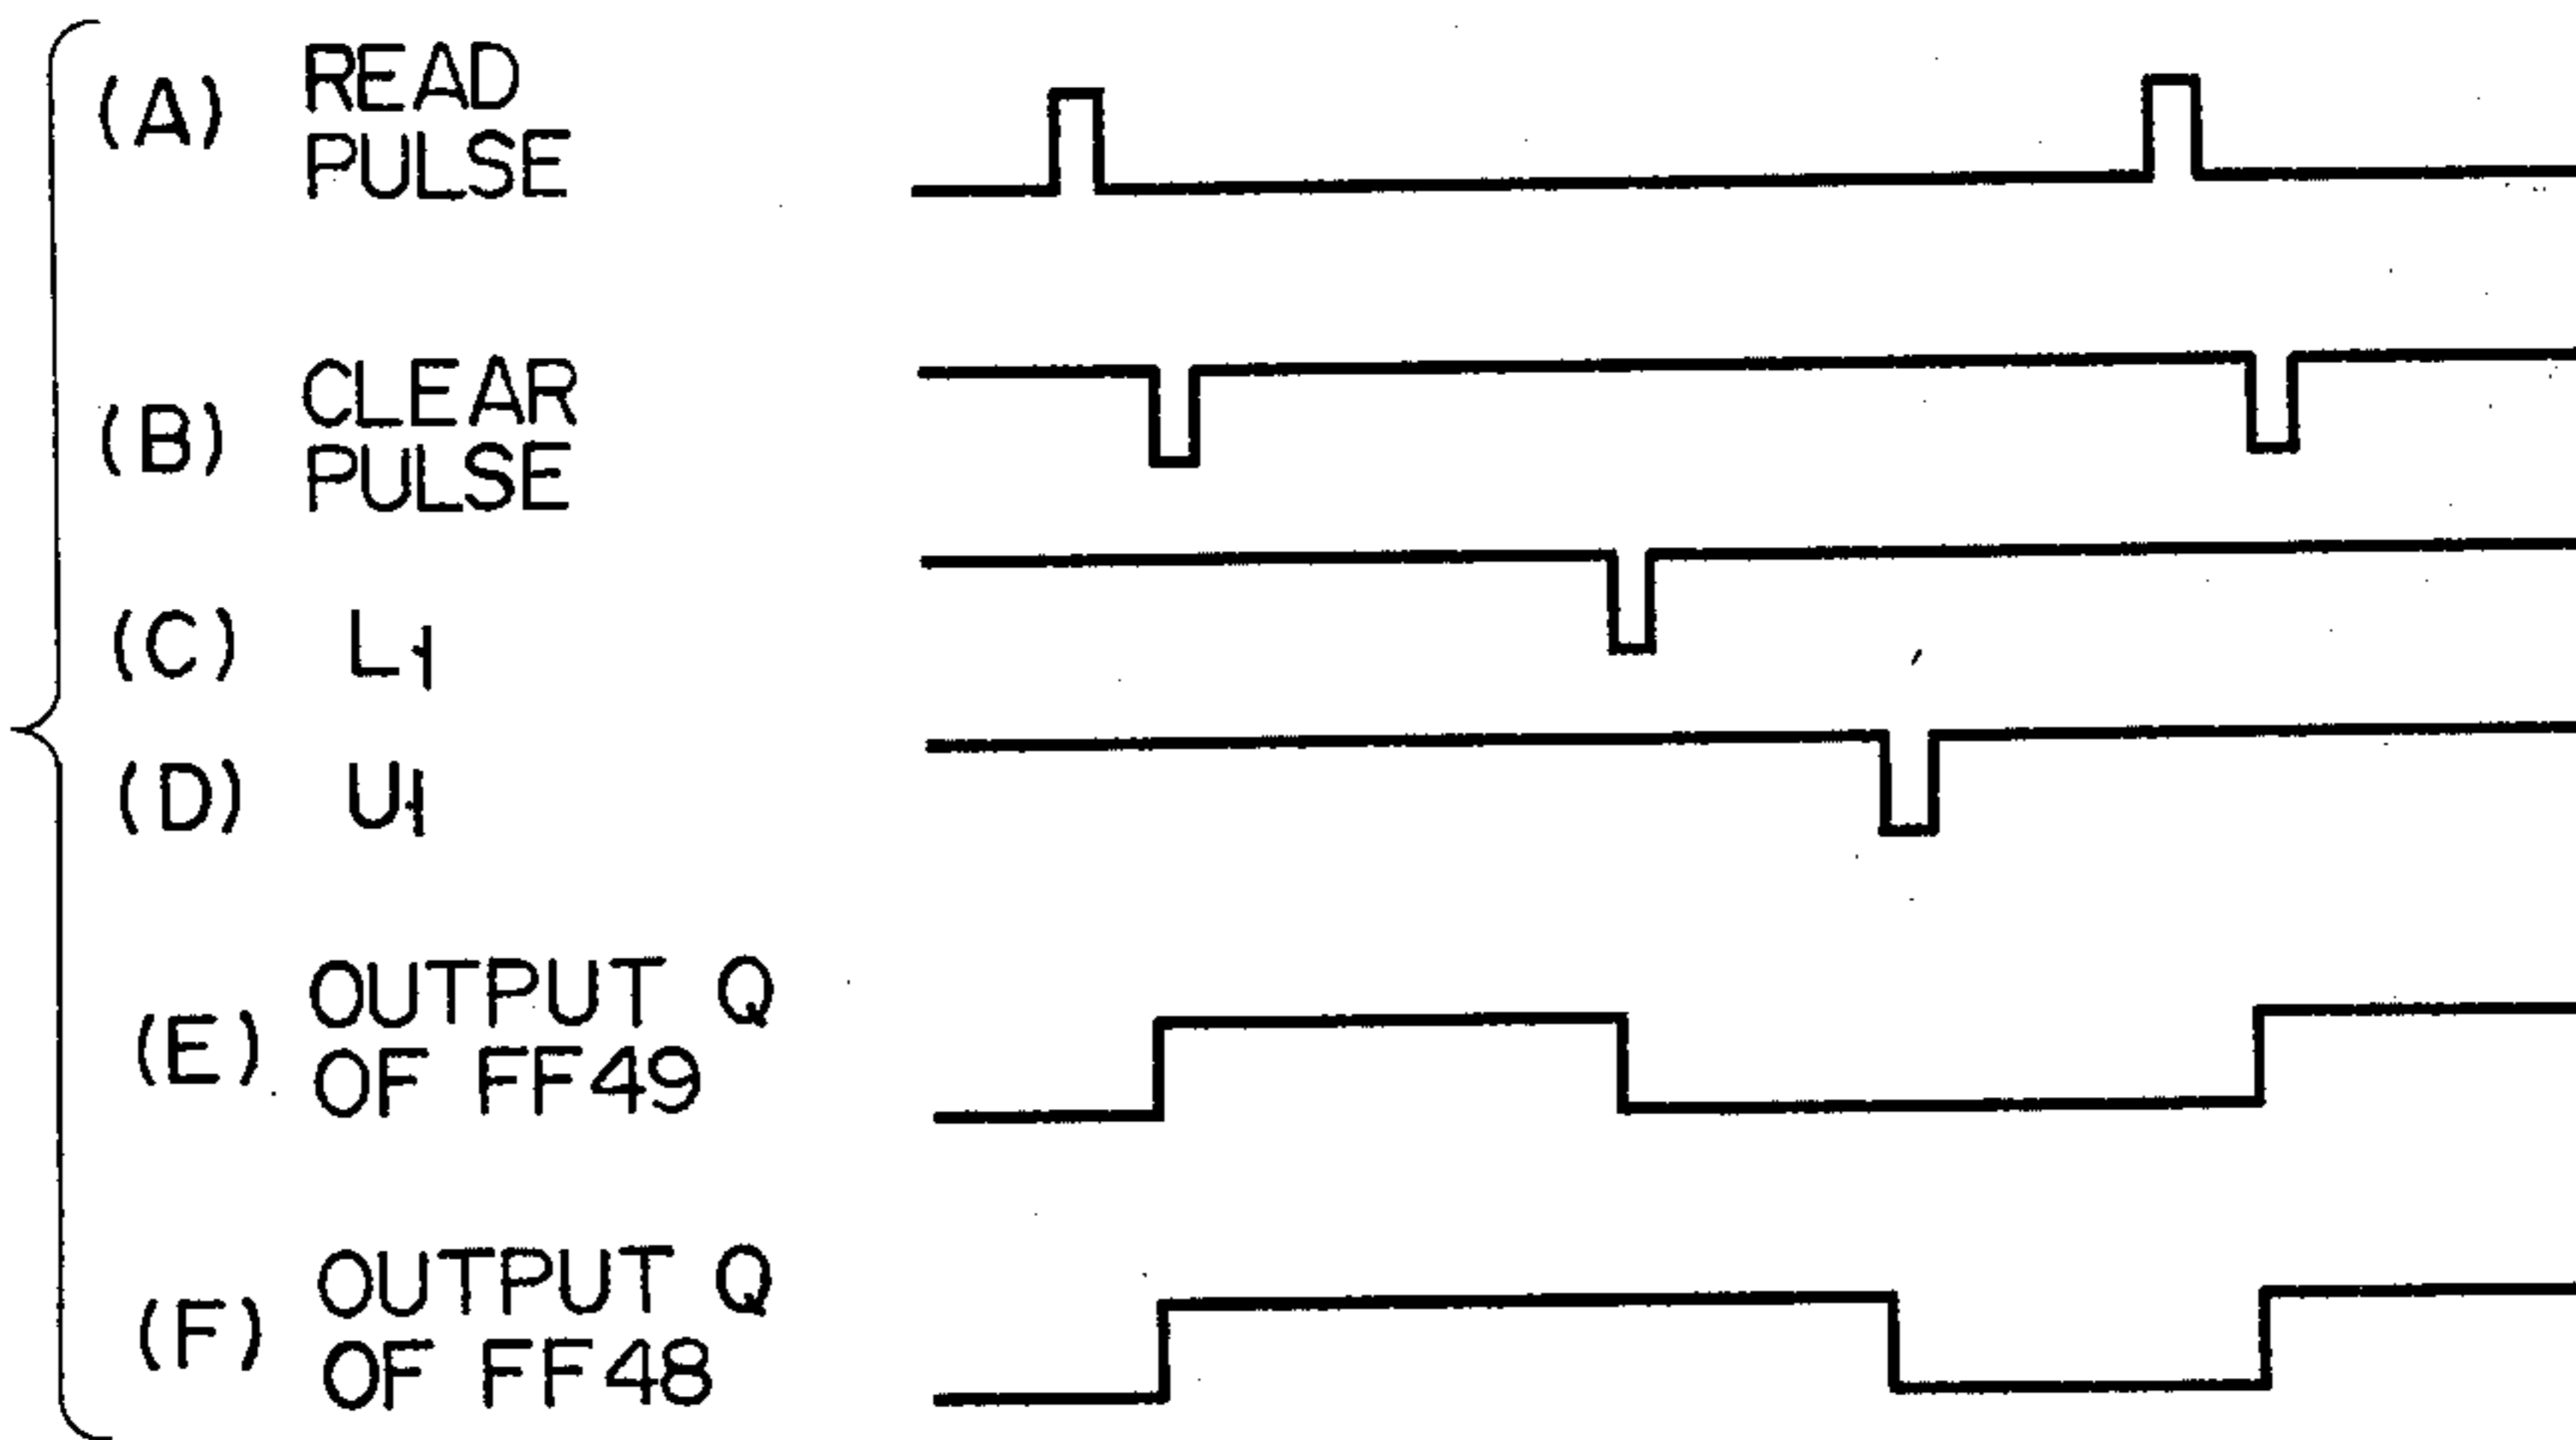 (A) READ
PULSE
(B) CLEAR
PULSE
(C) L1
(D) U1
(E) OUTPUT Q
OF FF49
(F) OUTPUT Q
OF FF48